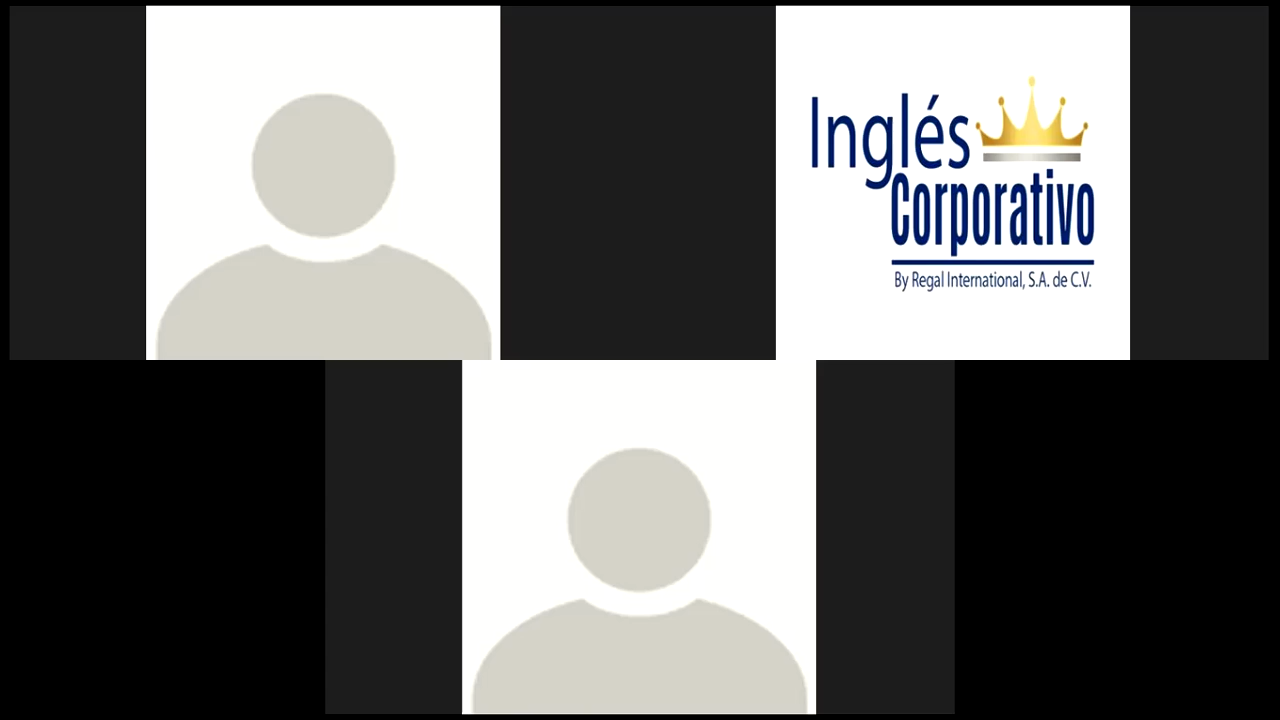 Inglés
Corporativo
By Regal International, S.A. de C.V.